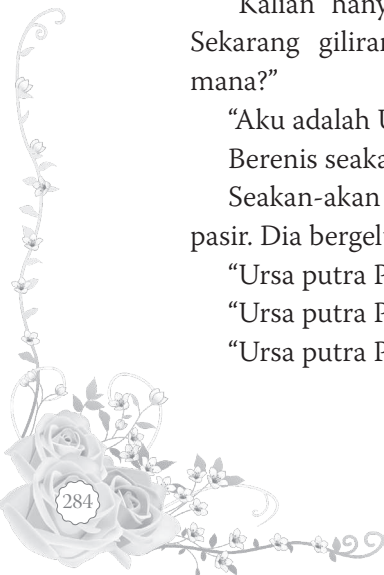 “Kalian hany
Sekarang giliran
mana?”
“Aku adalah U
Berenis seaka
Seakan-akan
pasir. Dia bergel
“Ursa putra P
“Ursa putra P
“Ursa putra P
284